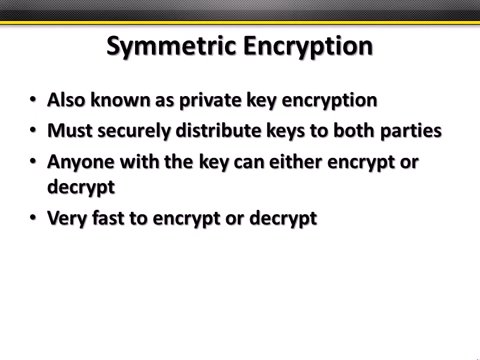 Symmetric Encryption
• Also known as private key encryption
• Must securely distribute keys to both parties
• Anyone with the key can either encrypt or
decrypt
• Very fast to encrypt or decrypt